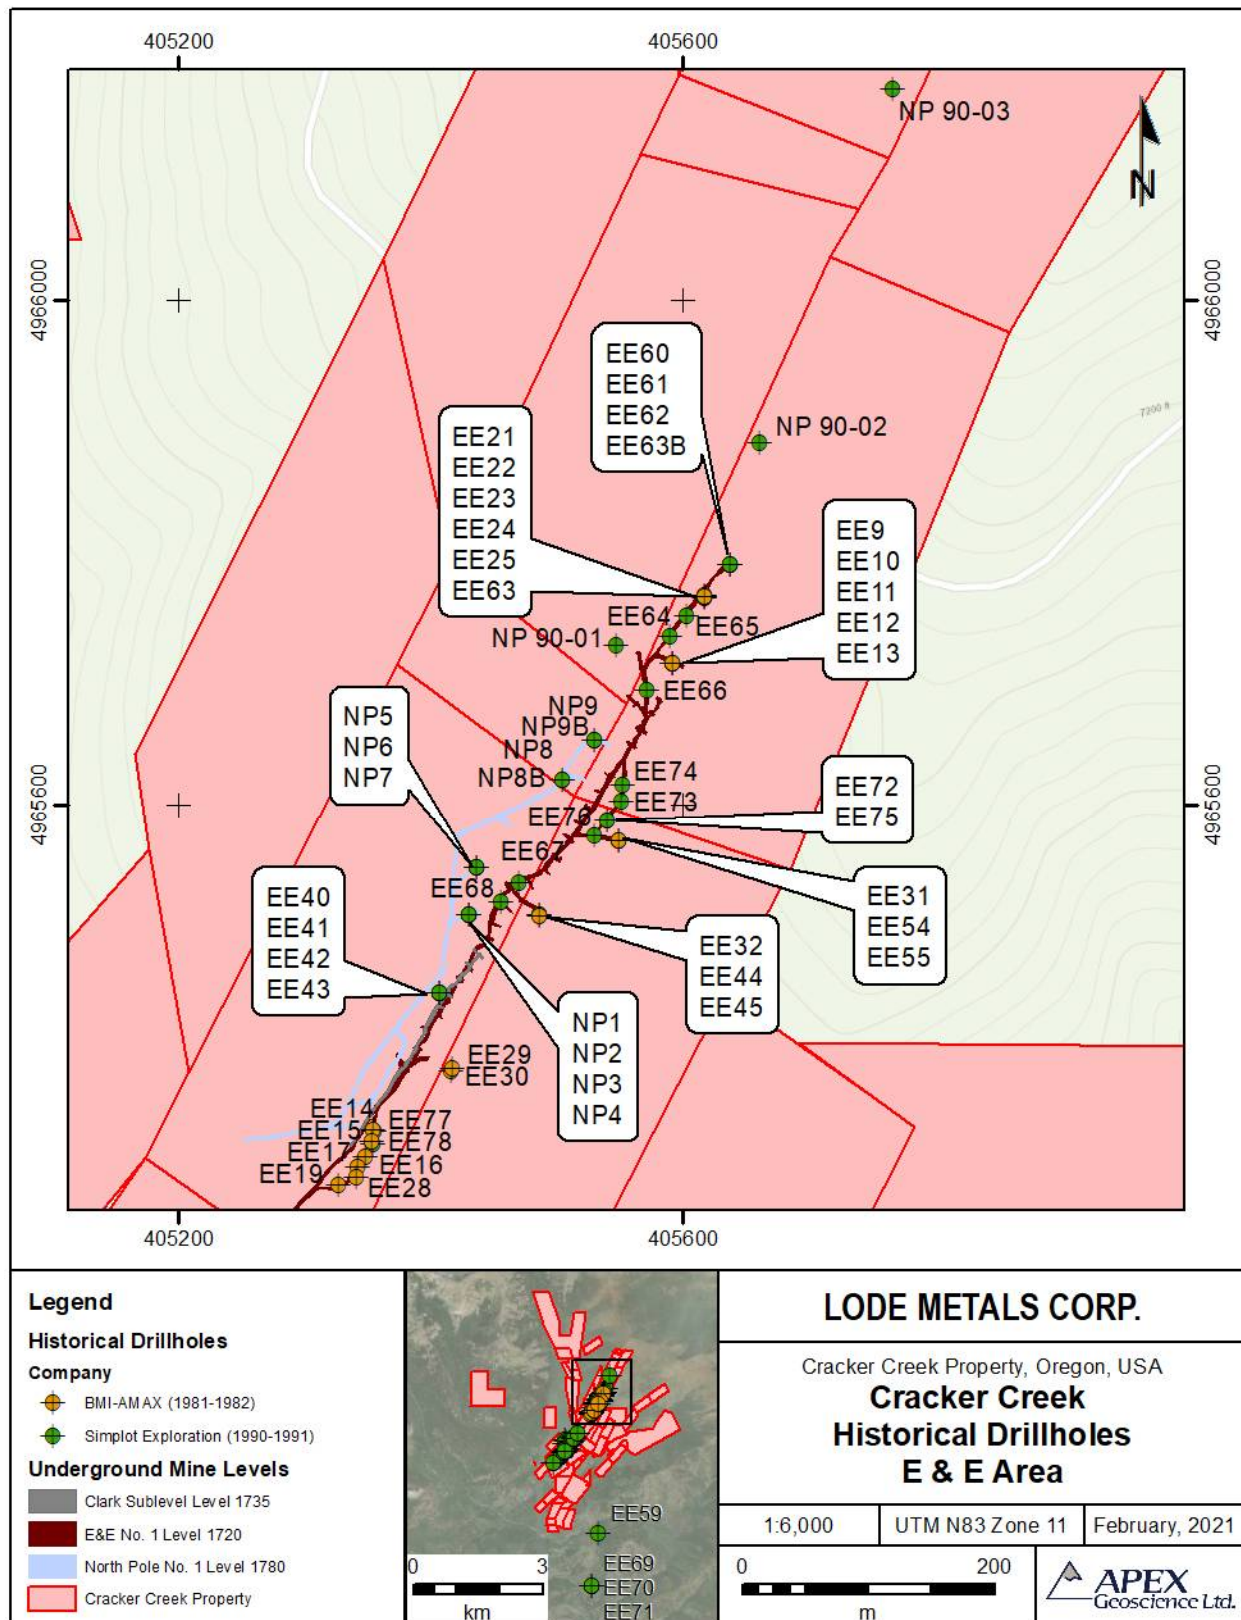 405200
405600
NP 90-03
N
4966000
4966000
EE60
EE61
EE62
EE63B
EE21
EE22
EE23
EE24
EE25
EE63
7200 ft
NP 90-02
EE9
EE10
EE11
EE12
EE13
EE64
EE65
NP 90-01
EE66
NP5
NP6
NP7
NP9
NP9B
NP8
NP8B
EE74
EE73
EE72
EE75
4965600
4965600
EE76
EE67
EE68
EE40
EE41
EE42
EE43
EE31
EE54
EE55
EE32
EE44
EE45
NP1
NP2
NP3
NP4
EE29
EE30
EE14
EE77
EE15
EE78
EE17
EE16
EE19
EE28
405200
405600
Legend
Historical Drillholes
Company
BMI-AMAX (1981-1982)
Simplot Exploration (1990-1991)
Underground Mine Levels
Clark Sublevel Level 1735
E&E No. 1 Level 1720
North Pole No. 1 Level 1780
Cracker Creek Property
EE59
EE69
EE70
EE71
0 3
km
LODE METALS CORP.
Cracker Creek Property, Oregon, USA
Cracker Creek
Historical Drillholes
E & E Area
1:6,000
UTM N83 Zone 11
February, 2021
0 200
m
APEX
Geoscience Ltd.